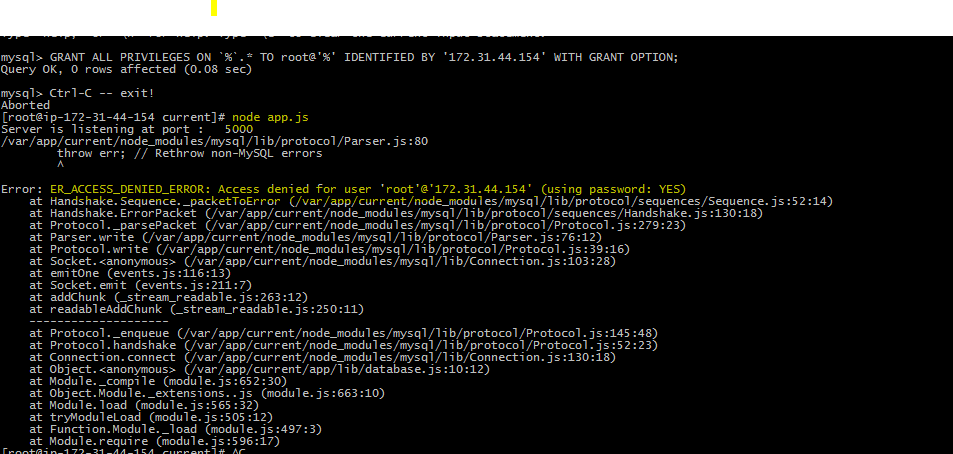 mysql> GRANT ALL PRIVILEGES ON `%`.* TO root@'%' IDENTIFIED BY '172.31.44.154' WITH GRANT OPTION;
Query OK, 0 rows affected (0.08 sec)
mysql> Ctrl-C -- exit!
Aborted
[root@ip-172-31-44-154 current]# node app.js
Server is listening at port :   5000
/var/app/current/node_modules/mysql/lib/protocol/Parser.js:80
        throw err; // Rethrow non-MySQL errors
        ^
Error: ER_ACCESS_DENIED_ERROR: Access denied for user 'root'@'172.31.44.154' (using password: YES)
    at Handshake.Sequence._packetToError (/var/app/current/node_modules/mysql/lib/protocol/sequences/Sequence.js:52:14)
    at Handshake.ErrorPacket (/var/app/current/node_modules/mysql/lib/protocol/sequences/Handshake.js:130:18)
    at Protocol._parsePacket (/var/app/current/node_modules/mysql/lib/protocol/Protocol.js:279:23)
    at Parser.write (/var/app/current/node_modules/mysql/lib/protocol/Parser.js:76:12)
    at Protocol.write (/var/app/current/node_modules/mysql/lib/protocol/Protocol.js:39:16)
    at Socket.<anonymous> (/var/app/current/node_modules/mysql/lib/Connection.js:103:28)
    at emitOne (events.js:116:13)
    at Socket.emit (events.js:211:7)
    at addChunk (_stream_readable.js:263:12)
    at readableAddChunk (_stream_readable.js:250:11)
    --------------------
    at Protocol._enqueue (/var/app/current/node_modules/mysql/lib/protocol/Protocol.js:145:48)
    at Protocol.handshake (/var/app/current/node_modules/mysql/lib/protocol/Protocol.js:52:23)
    at Connection.connect (/var/app/current/node_modules/mysql/lib/Connection.js:130:18)
    at Object.<anonymous> (/var/app/current/app/lib/database.js:10:12)
    at Module._compile (module.js:652:30)
    at Object.Module._extensions..js (module.js:663:10)
    at Module.load (module.js:565:32)
    at tryModuleLoad (module.js:505:12)
    at Function.Module._load (module.js:497:3)
    at Module.require (module.js:596:17)
[root@ip-172-31-44-154 current]# ^C